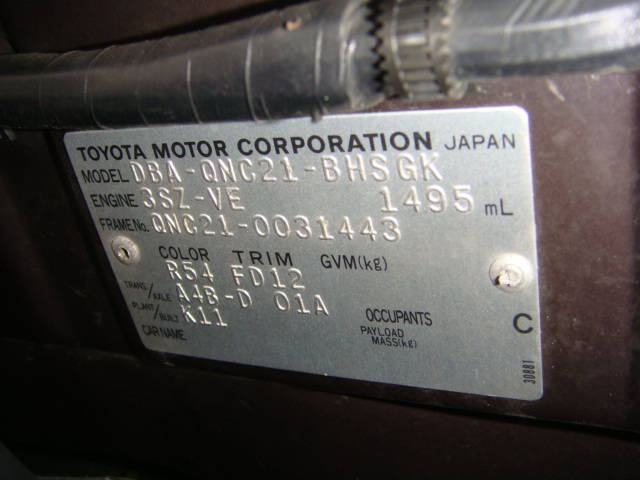 TOYOTA MOTOR CORPORATION JAPAN
MODEL DBA-QNC21-BHSGK
ENGINE 3SZ-VE 1495 mL
FRAME No. QNC21-0031443
COLOR TRIM GVM(kg)
R54 FD12
TRANS./AXLE A4B-D 01A
PLANT/BUILT K11
OCCUPANTS
CAR NAME
PAYLOAD
MASS(kg)
C
30881